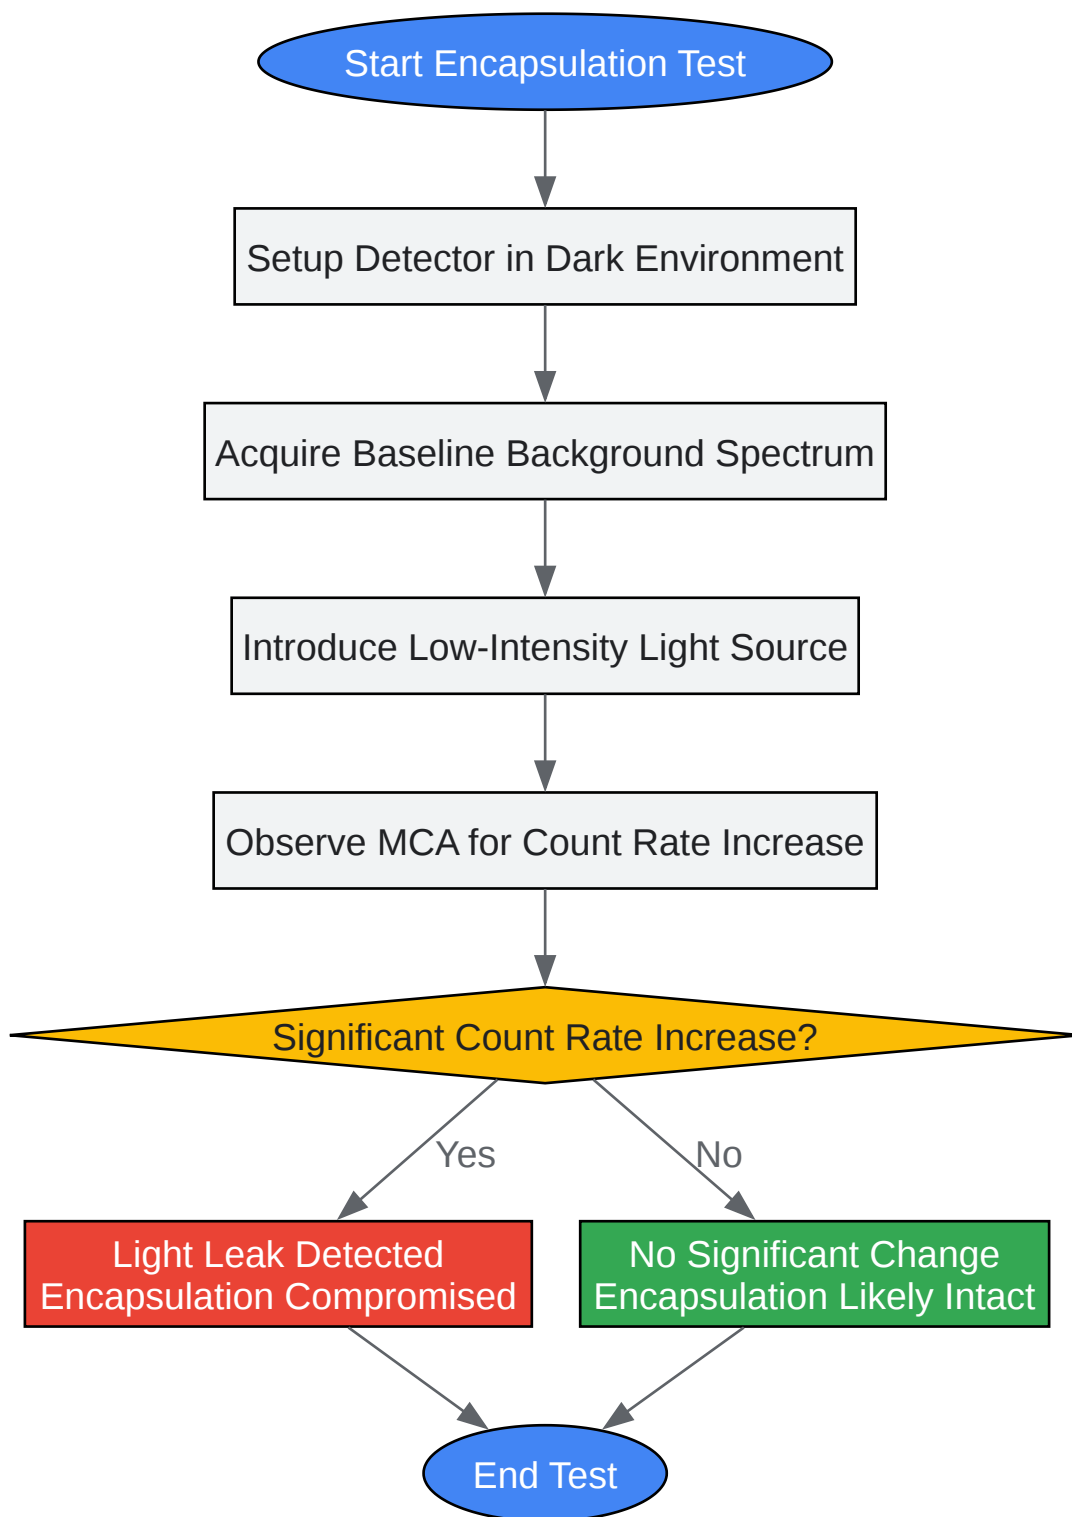 Start Encapsulation Test
Setup Detector in Dark Environment
Acquire Baseline Background Spectrum
Introduce Low-Intensity Light Source
Observe MCA for Count Rate Increase
Significant Count Rate Increase?
Yes
No
Light Leak Detected
Encapsulation Compromised
No Significant Change
Encapsulation Likely Intact
End Test